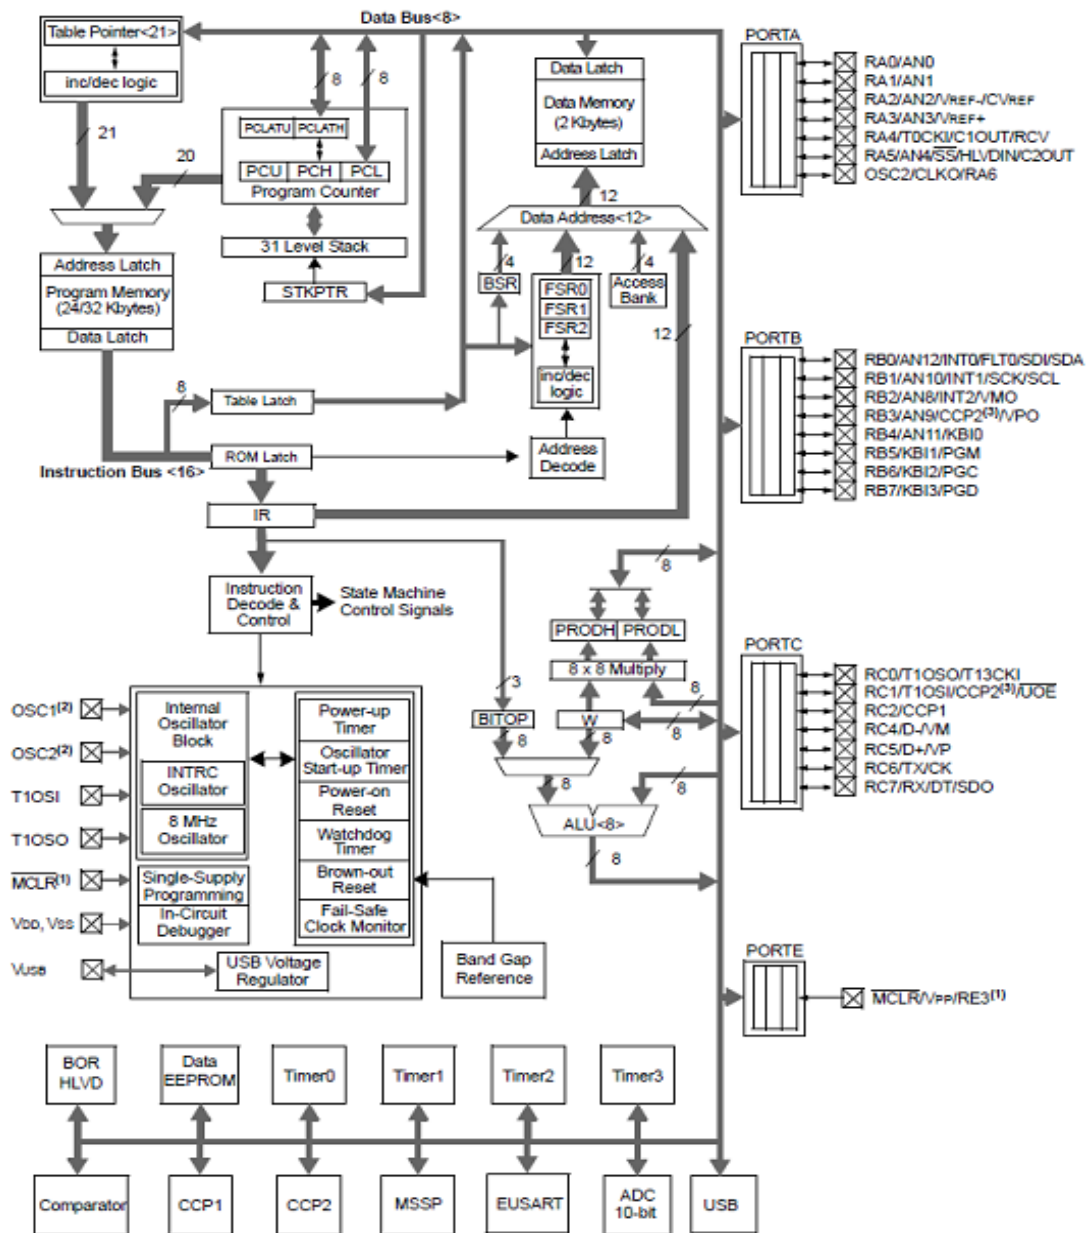 Data Bus<8>
Table Pointer<21>
inc/dec logic
21
20
8
8
PCLATU PCLATH
PCU PCH PCL
Program Counter
31 Level Stack
STKPTR
Address Latch
Program Memory
(24/32 Kbytes)
Data Latch
8
Table Latch
ROM Latch
Instruction Bus <16>
IR
Data Latch
Data Memory
(2 Kbytes)
Address Latch
12
Data Address<12>
4
12
4
BSR
FSR0
FSR1
FSR2
Access
Bank
12
inc/dec
logic
Address
Decode
Instruction
Decode &
Control
State Machine
Control Signals
8
PRODH PRODL
8 x 8 Multiply
3
8
BITOP
W
8
8
8
8
8
ALU<8>
8
OSC1(2)
OSC2(2)
T1OSI
T1OSO
MCLR(1)
VDD, VSS
VUSB
Internal
Oscillator
Block
INTRC
Oscillator
8 MHz
Oscillator
Single-Supply
Programming
In-Circuit
Debugger
USB Voltage
Regulator
Power-up
Timer
Oscillator
Start-up Timer
Power-on
Reset
Watchdog
Timer
Brown-out
Reset
Fail-Safe
Clock Monitor
Band Gap
Reference
PORTA
RA0/AN0
RA1/AN1
RA2/AN2/VREF-/CVREF
RA3/AN3/VREF+
RA4/T0CKI/C1OUT/RCV
RA5/AN4/SS/HLVDIN/C2OUT
OSC2/CLKO/RA6
PORTB
RB0/AN12/INT0/FLT0/SDI/SDA
RB1/AN10/INT1/SCK/SCL
RB2/AN8/INT2/VMO
RB3/AN9/CCP2(3)/VPO
RB4/AN11/KBI0
RB5/KBI1/PGM
RB6/KBI2/PGC
RB7/KBI3/PGD
PORTC
RC0/T1OSO/T13CKI
RC1/T1OSI/CCP2(3)/UOE
RC2/CCP1
RC4/D-/VM
RC5/D+/VP
RC6/TX/CK
RC7/RX/DT/SDO
PORTE
MCLR/VPP/RE3(1)
BOR
HLVD
Data
EEPROM
Timer0
Timer1
Timer2
Timer3
Comparator
CCP1
CCP2
MSSP
EUSART
ADC
10-bit
USB